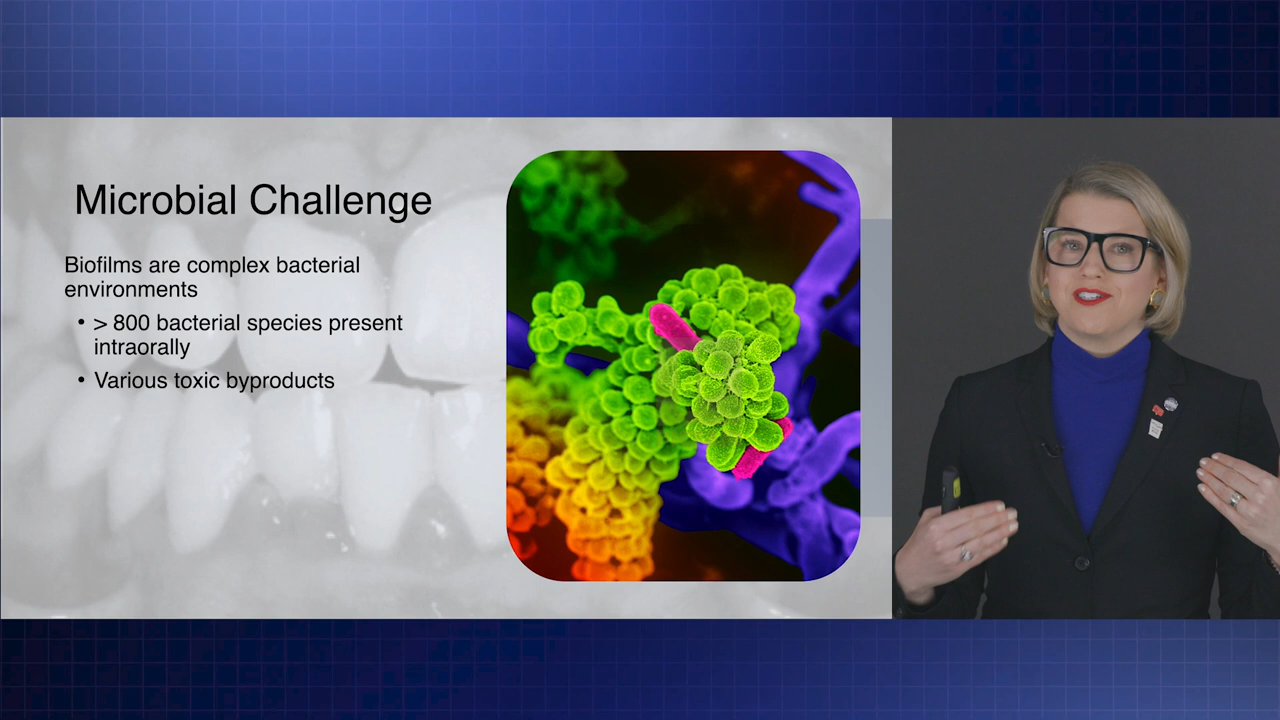 Microbial Challenge
Biofilms are complex bacterial
environments
• > 800 bacterial species present
intraorally
• Various toxic byproducts